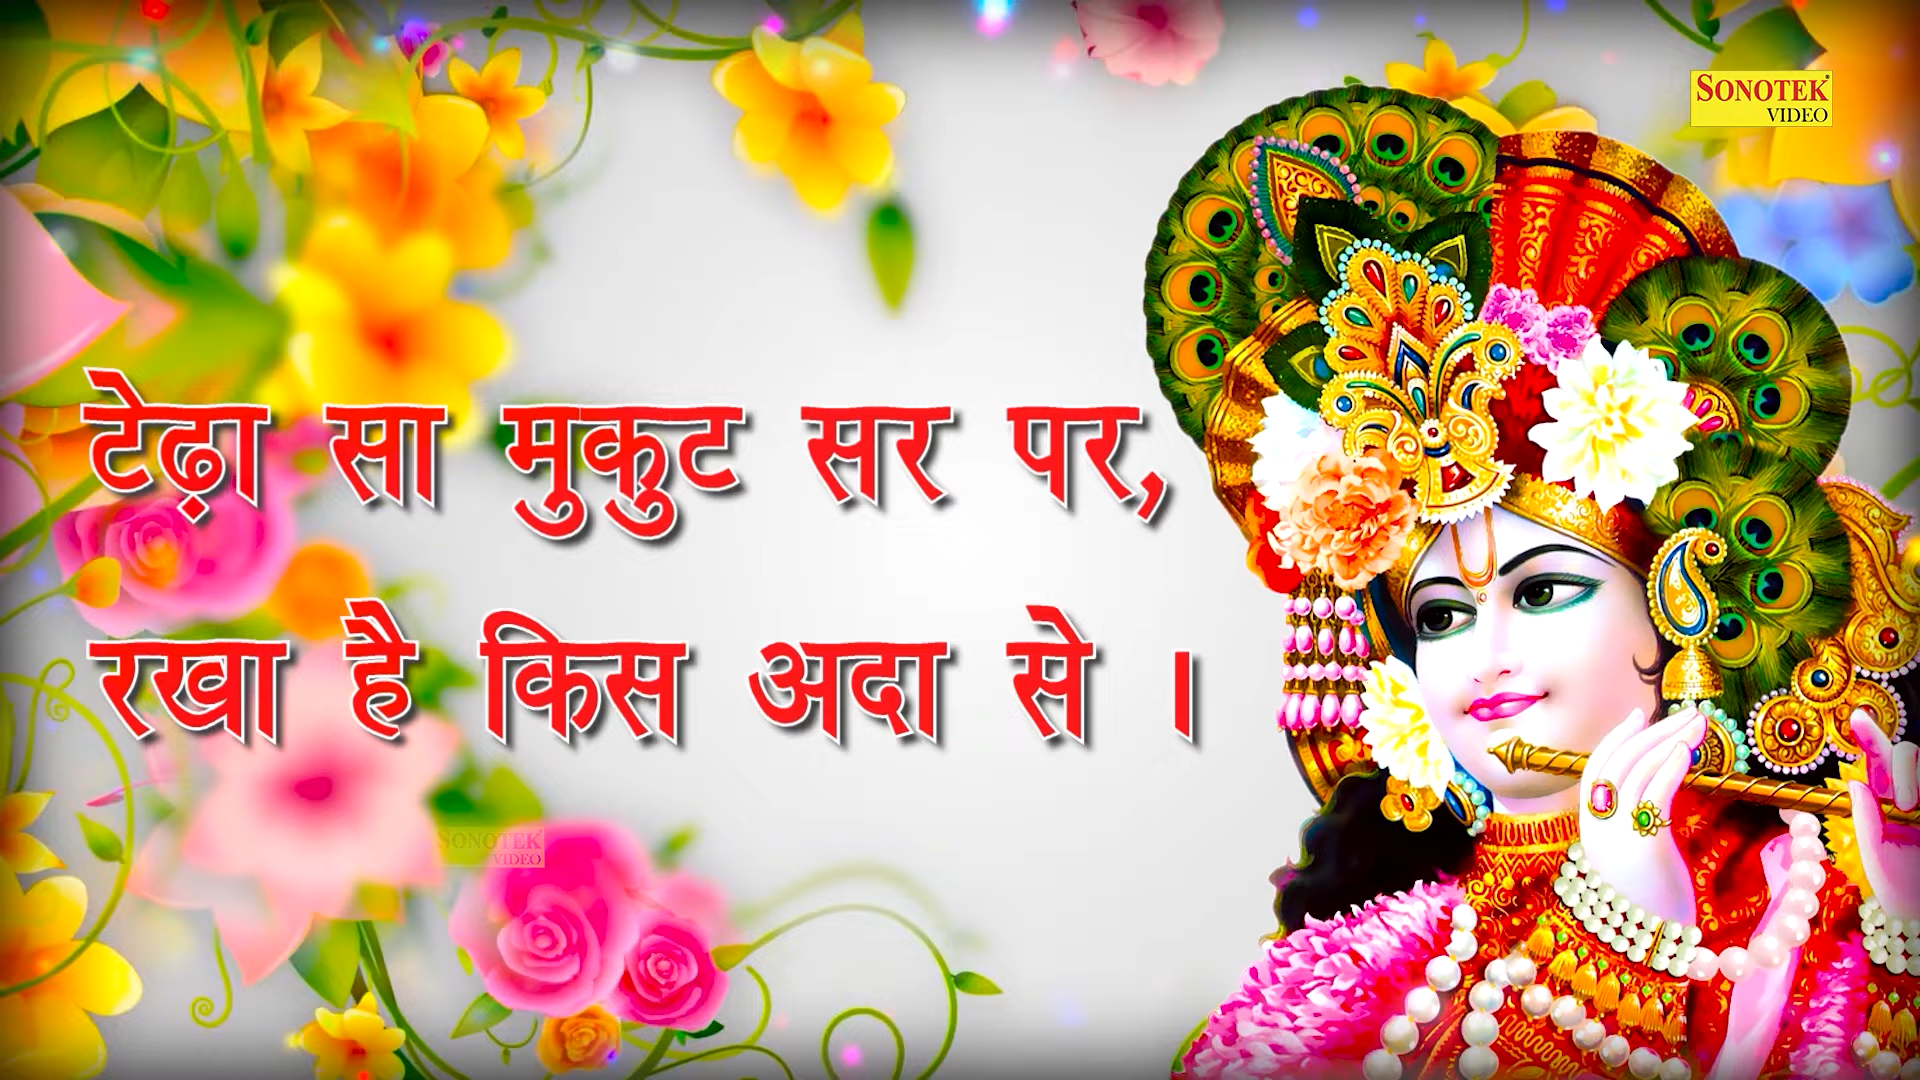 SONOTEK
VIDEO
टेढ़ा सा मुकुट सर पर,
रखा है किस अदा से ।
SONOTEK
VIDEO